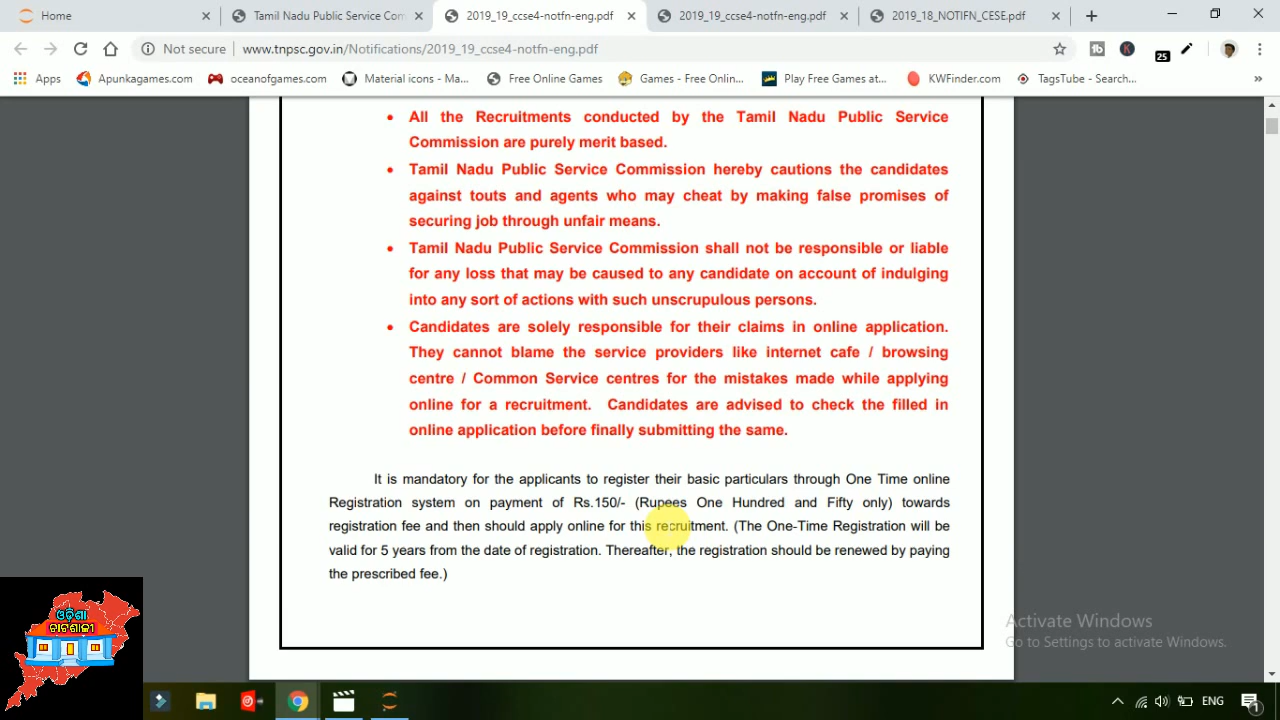 Home
Tamil Nadu Public Service Com
2019_19_ccse4-notfn-eng.pdf
2019_19_ccse4-notfn-eng.pdf
2019_18_NOTIFN_CESE.pdf
Not secure
www.tnpsc.gov.in/Notifications/2019_19_ccse4-notfn-eng.pdf
25
Apps
Apunkagames.com
oceanofgames.com
Material icons - Ma...
Free Online Games
Games - Free Onlin...
Play Free Games at...
KWFinder.com
TagsTube - Search...
• All the Recruitments conducted by the Tamil Nadu Public Service
Commission are purely merit based.
• Tamil Nadu Public Service Commission hereby cautions the candidates
against touts and agents who may cheat by making false promises of
securing job through unfair means.
• Tamil Nadu Public Service Commission shall not be responsible or liable
for any loss that may be caused to any candidate on account of indulging
into any sort of actions with such unscrupulous persons.
• Candidates are solely responsible for their claims in online application.
They cannot blame the service providers like internet cafe / browsing
centre / Common Service centres for the mistakes made while applying
online for a recruitment. Candidates are advised to check the filled in
online application before finally submitting the same.
It is mandatory for the applicants to register their basic particulars through One Time online
Registration system on payment of Rs.150/- (Rupees One Hundred and Fifty only) towards
registration fee and then should apply online for this recruitment. (The One-Time Registration will be
valid for 5 years from the date of registration. Thereafter, the registration should be renewed by paying
the prescribed fee.)
Activate Windows
Go to Settings to activate Windows.
ଓଡ଼ିଶା
ଚାଟଶାଳୀ
ENG
1